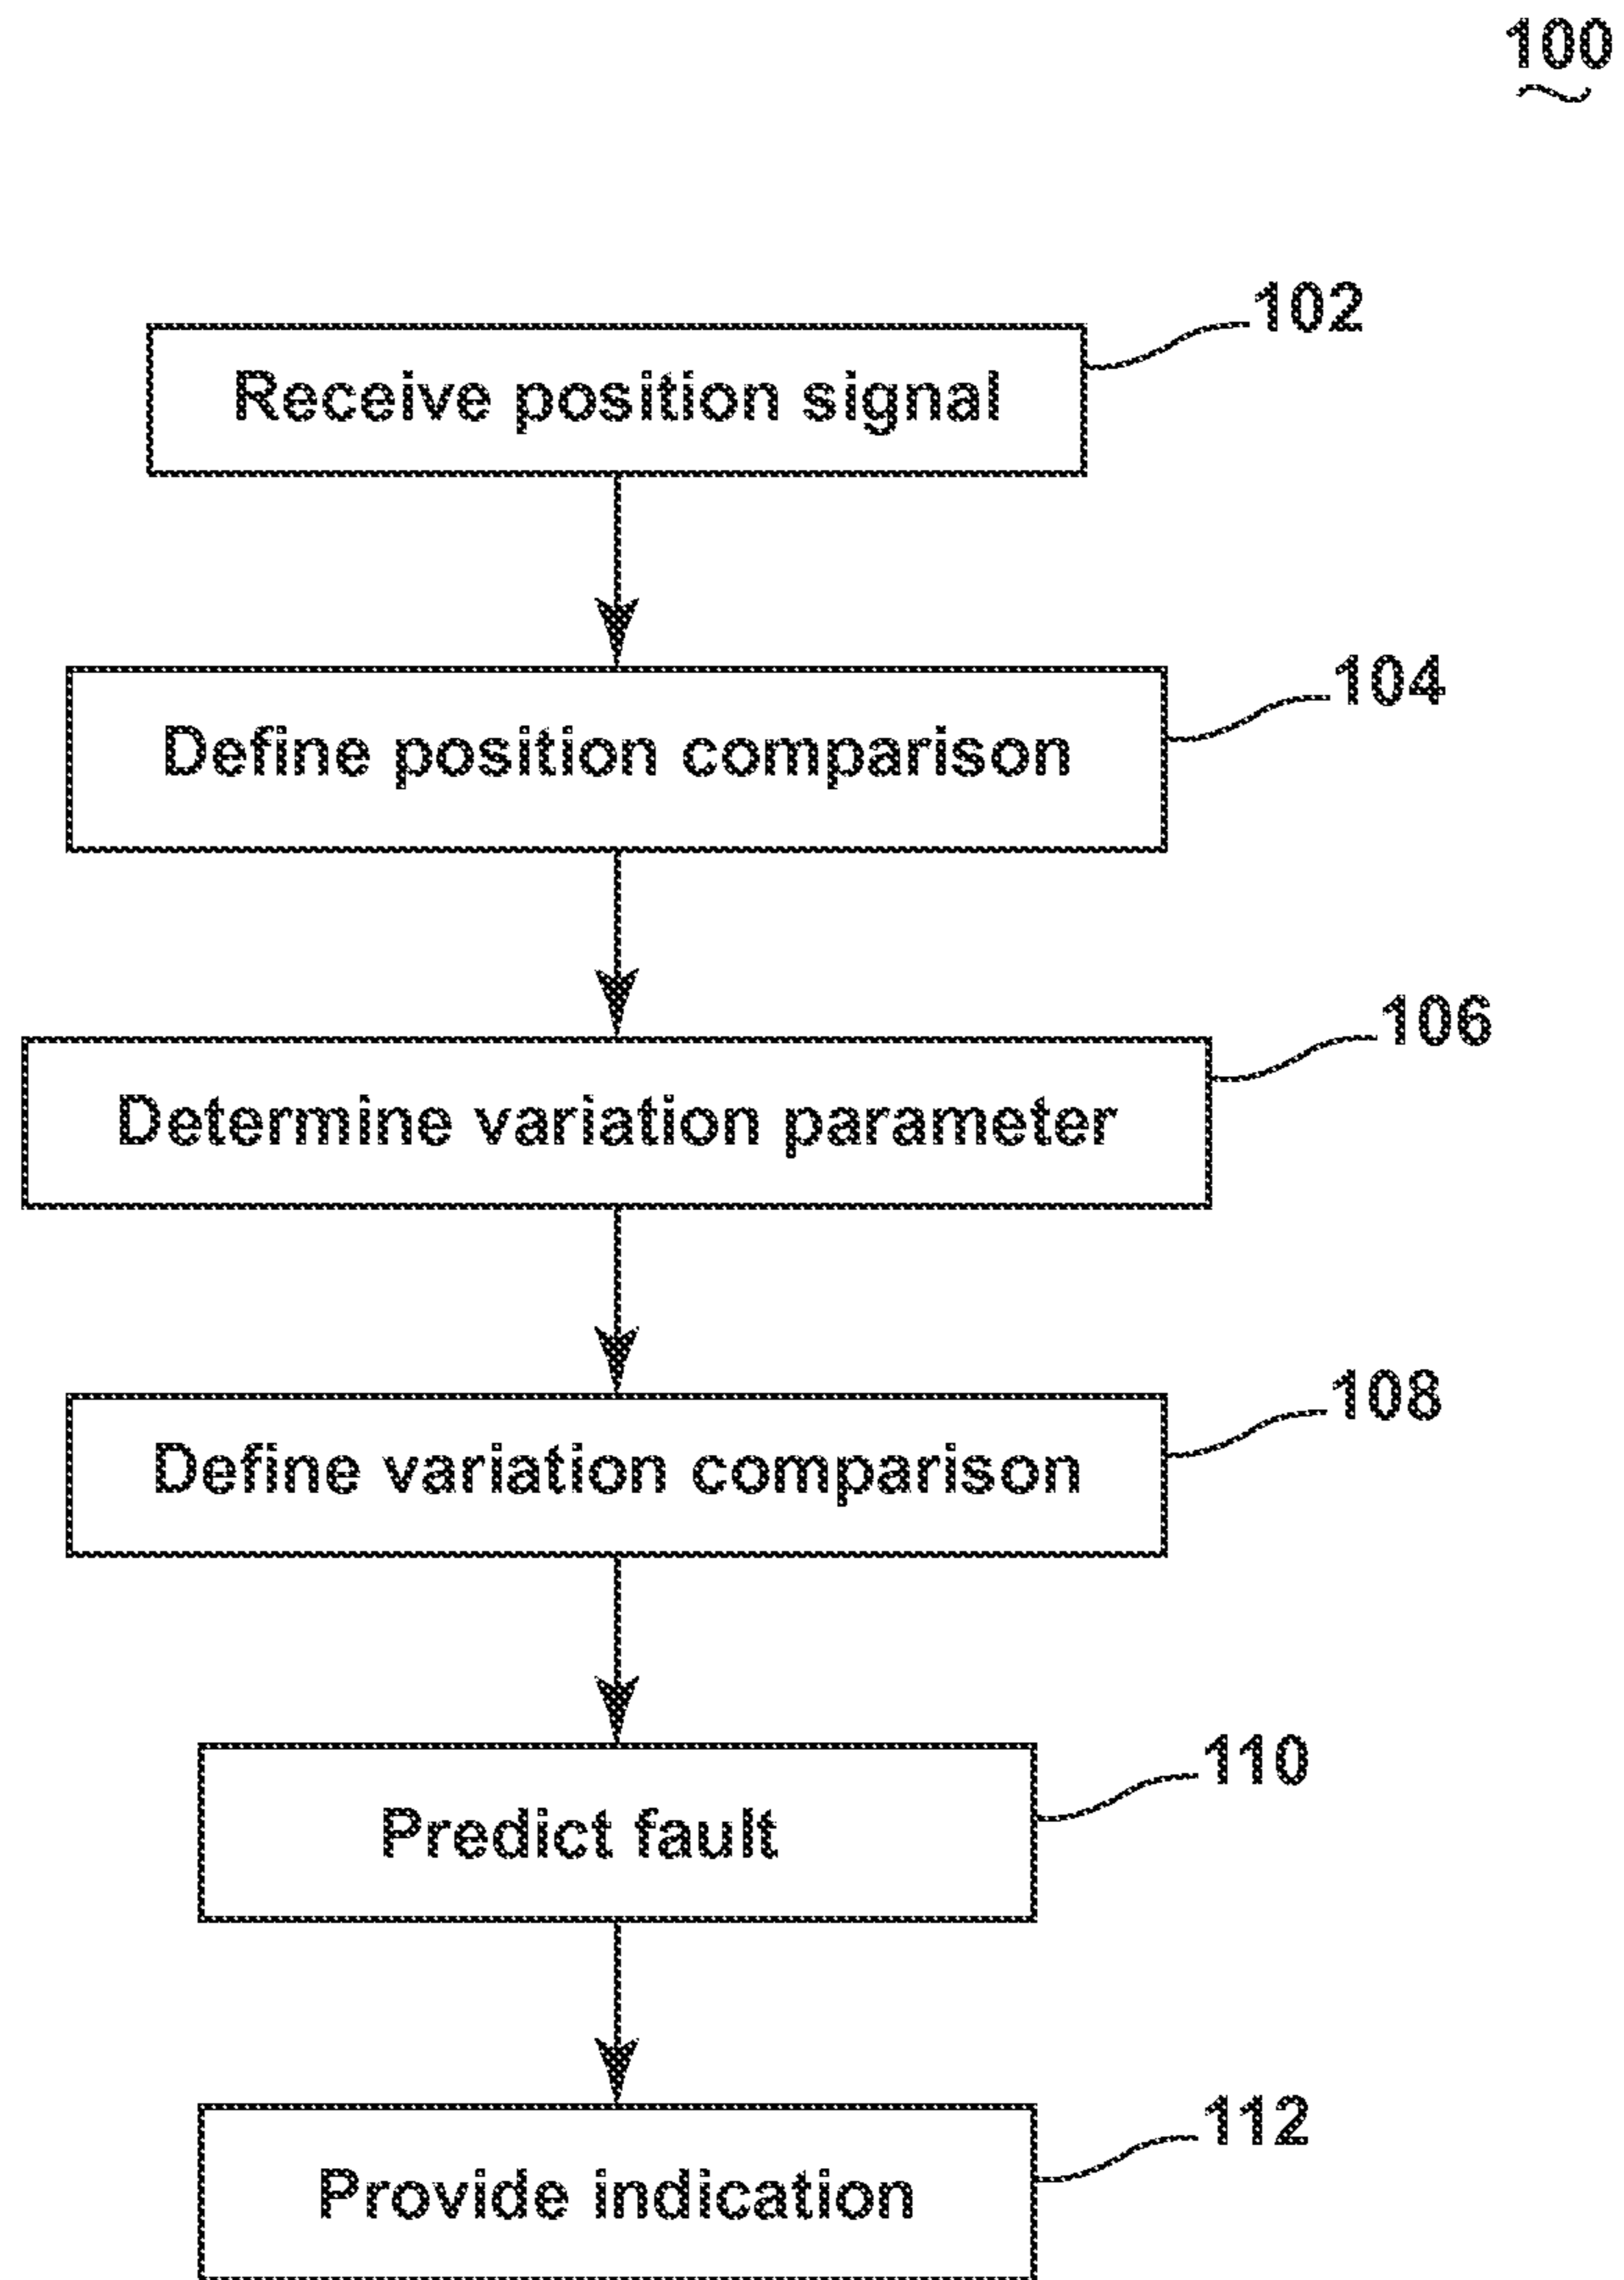 100
102
Receive position signal
104
Define position comparison
106
Determine variation parameter
108
Define variation comparison
110
Predict fault
112
Provide indication